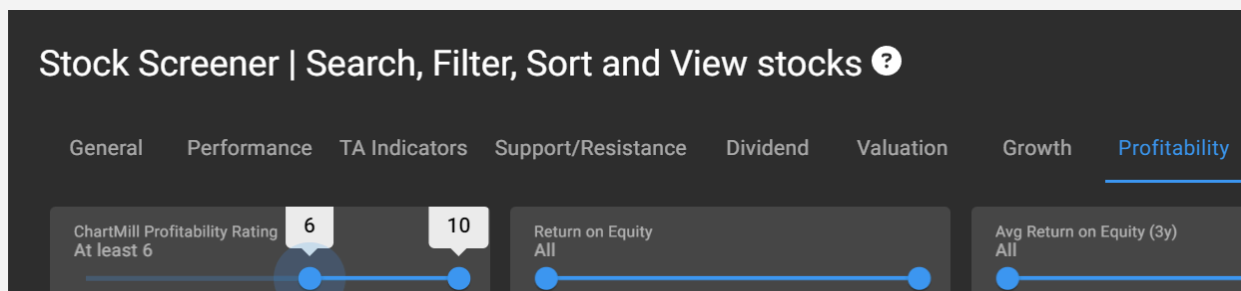 Stock Screener | Search, Filter, Sort and View stocks ?
General Performance TA Indicators Support/Resistance Dividend Valuation Growth Profitability
ChartMill Profitability Rating 6 10
At least 6
Return on Equity
All
Avg Return on Equity (3y)
All